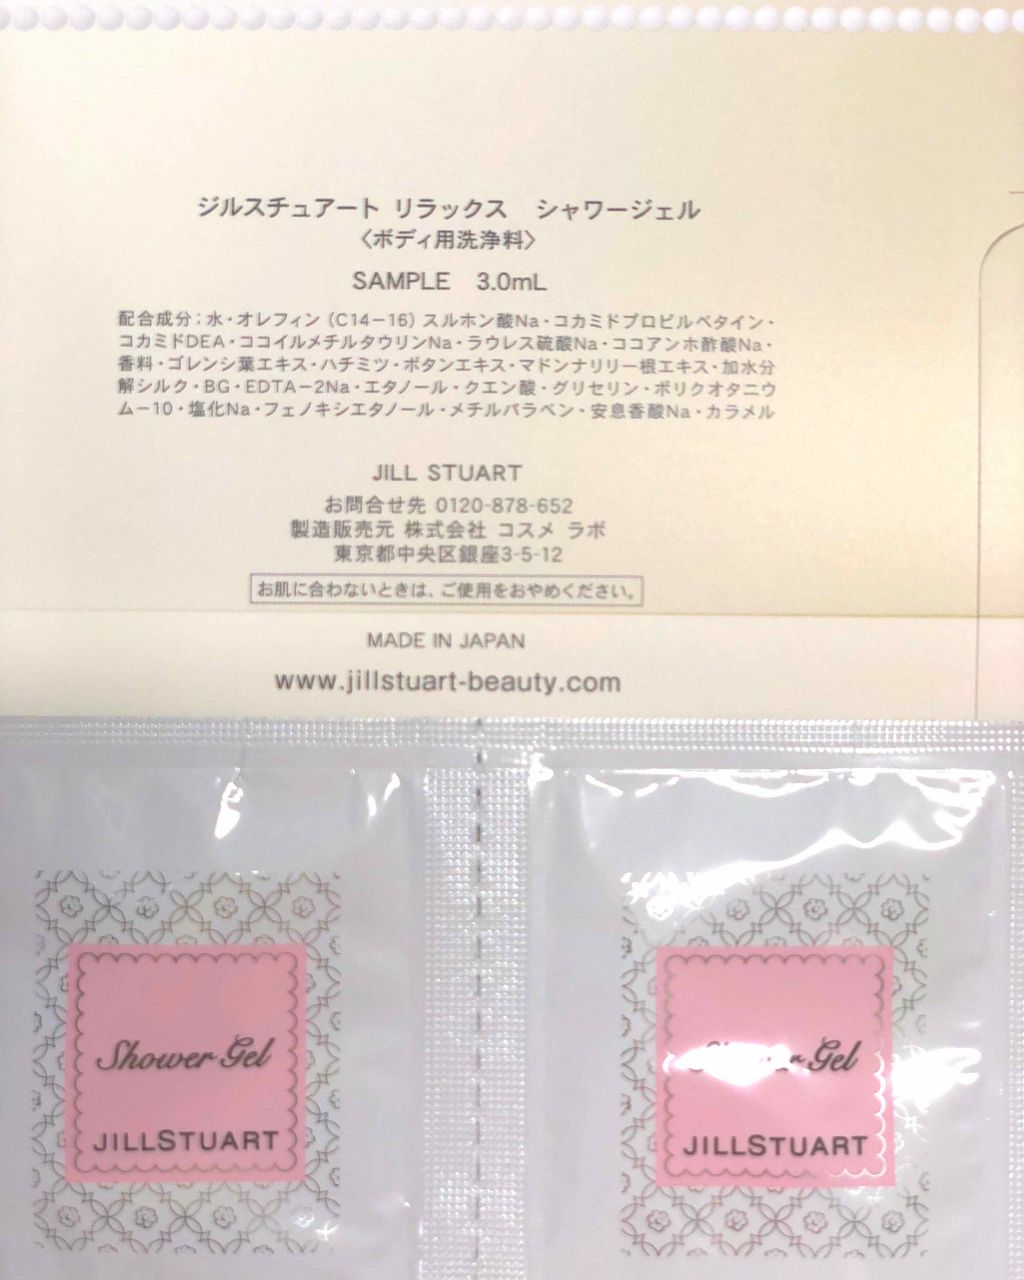 ジルスチュアート リラックス　シャワージェル
〈ボディ用洗浄料〉
SAMPLE 3.0mL
配合成分；水・オレフィン（C14−16）スルホン酸Na・コカミドプロピルベタイン・
コカミドDEA・ココイルメチルタウリンNa・ラウレス硫酸Na・ココアンホ酢酸Na・
香料・ゴレンシ葉エキス・ハチミツ・ボタンエキス・マドンナリリー根エキス・加水分
解シルク・BG・EDTA−2Na・エタノール・クエン酸・グリセリン・ポリクオタニウ
ム−10・塩化Na・フェノキシエタノール・メチルパラベン・安息香酸Na・カラメル
JILL STUART
お問合せ先 0120-878-652
製造販売元 株式会社 コスメ ラボ
東京都中央区銀座3-5-12
お肌に合わないときは、ご使用をおやめください。
MADE IN JAPAN
www.jillstuart-beauty.com
Shower Gel
JILLSTUART
Shower Gel
JILLSTUART